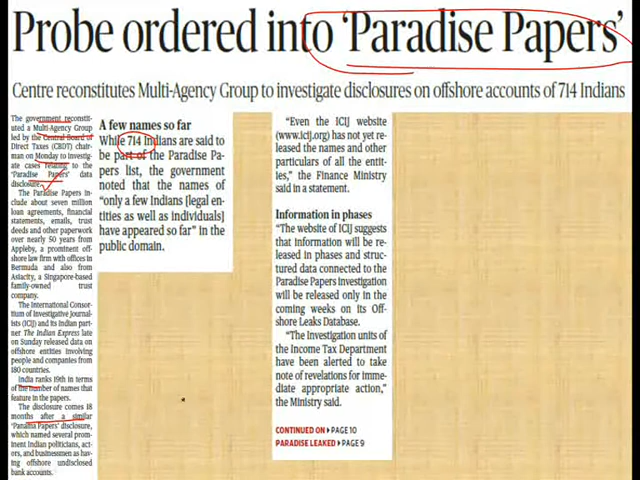 Probe ordered into ‘Paradise Papers’
Centre reconstitutes Multi-Agency Group to investigate disclosures on offshore accounts of 714 Indians
The government reconstit-
uted a Multi-Agency Group
led by the Central Board of
Direct Taxes (CBDT) chair-
man on Monday to investig-
ate cases relating to the
‘Paradise Papers’ data
disclosure.
The Paradise Papers in-
clude about seven million
loan agreements, financial
statements, emails, trust
deeds and other paperwork
over nearly 50 years from
Appleby, a prominent off-
shore law firm with offices in
Bermuda and also from
Asiacity, a Singapore-based
family-owned trust
company.
The International Consor-
tium of Investigative Journal-
ists (ICIJ) and its Indian part-
ner The Indian Express late
on Sunday released data on
offshore entities involving
people and companies from
180 countries.
India ranks 19th in terms
of the number of names that
feature in the papers.
The disclosure comes 18
months after a similar
‘Panama Papers’ disclosure,
which named several prom-
inent Indian politicians, act-
ors, and businessmen as hav-
ing offshore undisclosed
bank accounts.
A few names so far
While 714 Indians are said to
be part of the Paradise Pa-
pers list, the government
noted that the names of
“only a few Indians [legal en-
tities as well as individuals]
have appeared so far” in the
public domain.
“Even the ICIJ website
(www.icij.org) has not yet re-
leased the names and other
particulars of all the entit-
ies,” the Finance Ministry
said in a statement.
Information in phases
“The website of ICIJ suggests
that information will be re-
leased in phases and struc-
tured data connected to the
Paradise Papers investigation
will be released only in the
coming weeks on its Off-
shore Leaks Database.
“The Investigation units of
the Income Tax Department
have been alerted to take
note of revelations for imme-
diate appropriate action,”
the Ministry said.
CONTINUED ON ▸ PAGE 10
PARADISE LEAKED ▸ PAGE 9